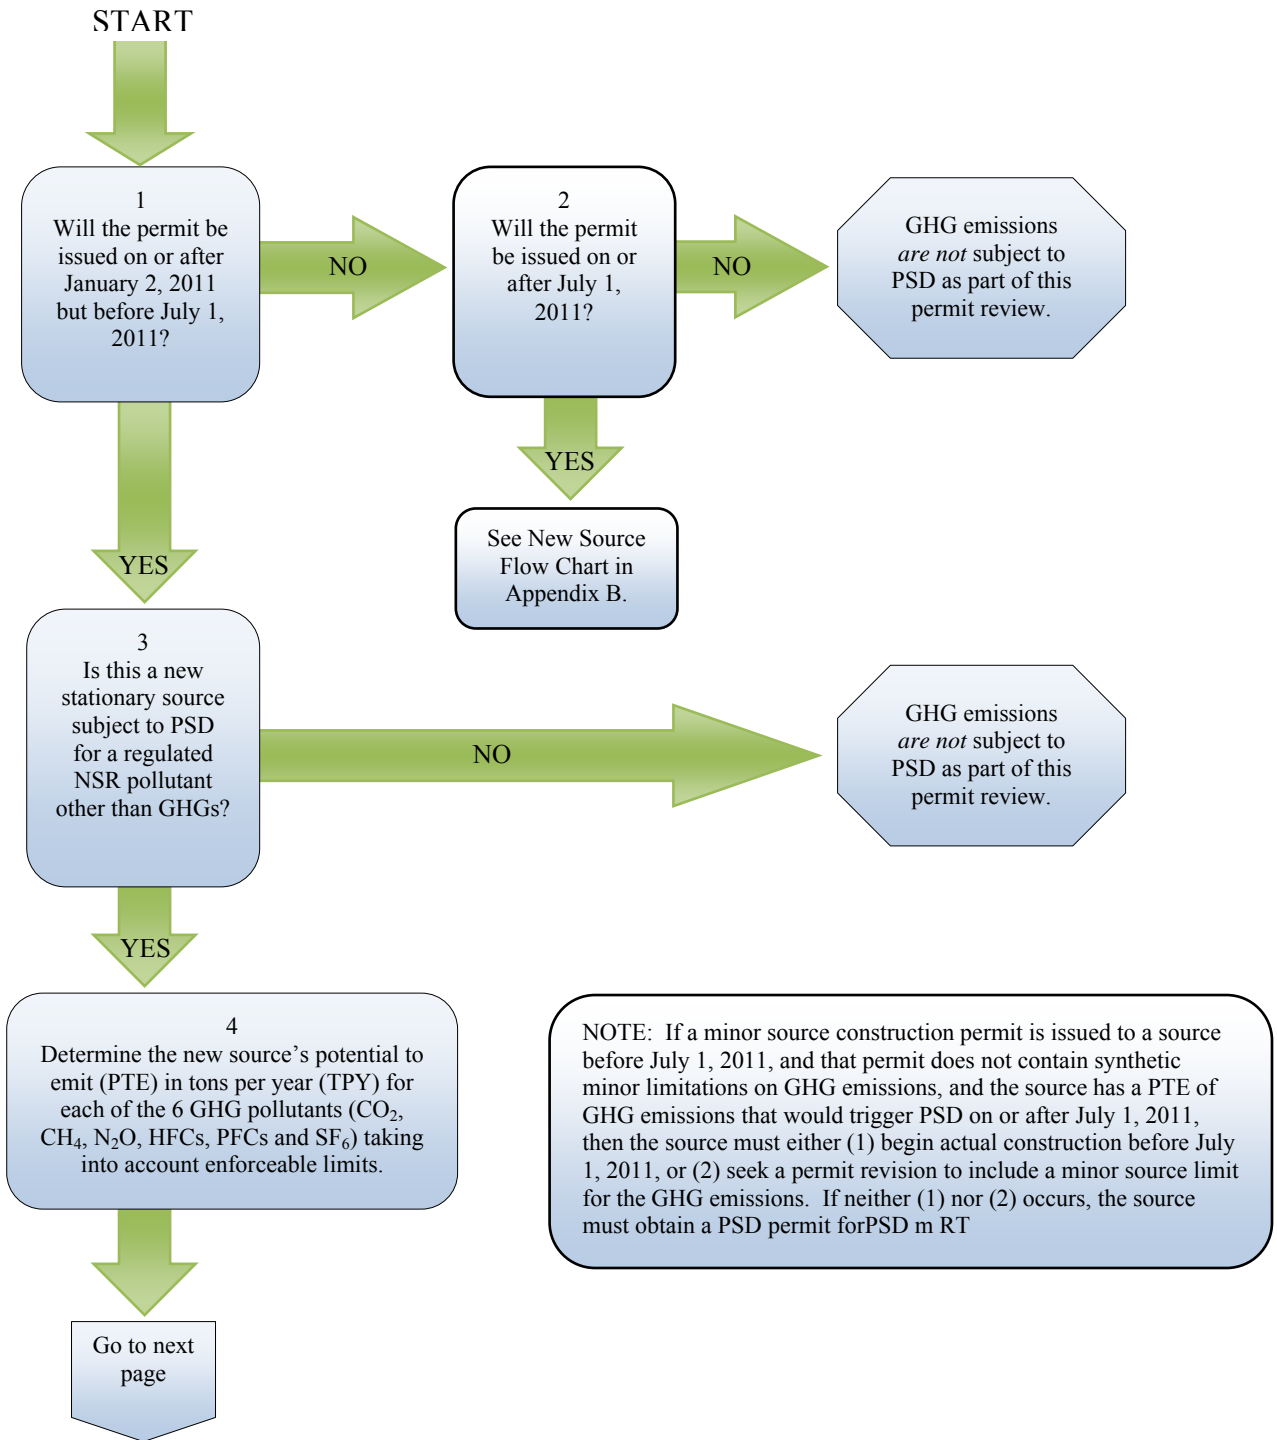 START
1
Will the permit be
issued on or after
January 2, 2011
but before July 1,
2011?
NO
2
Will the permit
be issued on or
after July 1,
2011?
NO
GHG emissions
are not subject to
PSD as part of this
permit review.
YES
See New Source
Flow Chart in
Appendix B.
YES
3
Is this a new
stationary source
subject to PSD
for a regulated
NSR pollutant
other than GHGs?
NO
GHG emissions
are not subject to
PSD as part of this
permit review.
YES
4
Determine the new source’s potential to
emit (PTE) in tons per year (TPY) for
each of the 6 GHG pollutants (CO₂,
CH₄, N₂O, HFCs, PFCs and SF₆) taking
into account enforceable limits.
NOTE: If a minor source construction permit is issued to a source
before July 1, 2011, and that permit does not contain synthetic
minor limitations on GHG emissions, and the source has a PTE of
GHG emissions that would trigger PSD on or after July 1, 2011,
then the source must either (1) begin actual construction before July
1, 2011, or (2) seek a permit revision to include a minor source limit
for the GHG emissions. If neither (1) nor (2) occurs, the source
must obtain a PSD permit forPSD m RT
Go to next
page